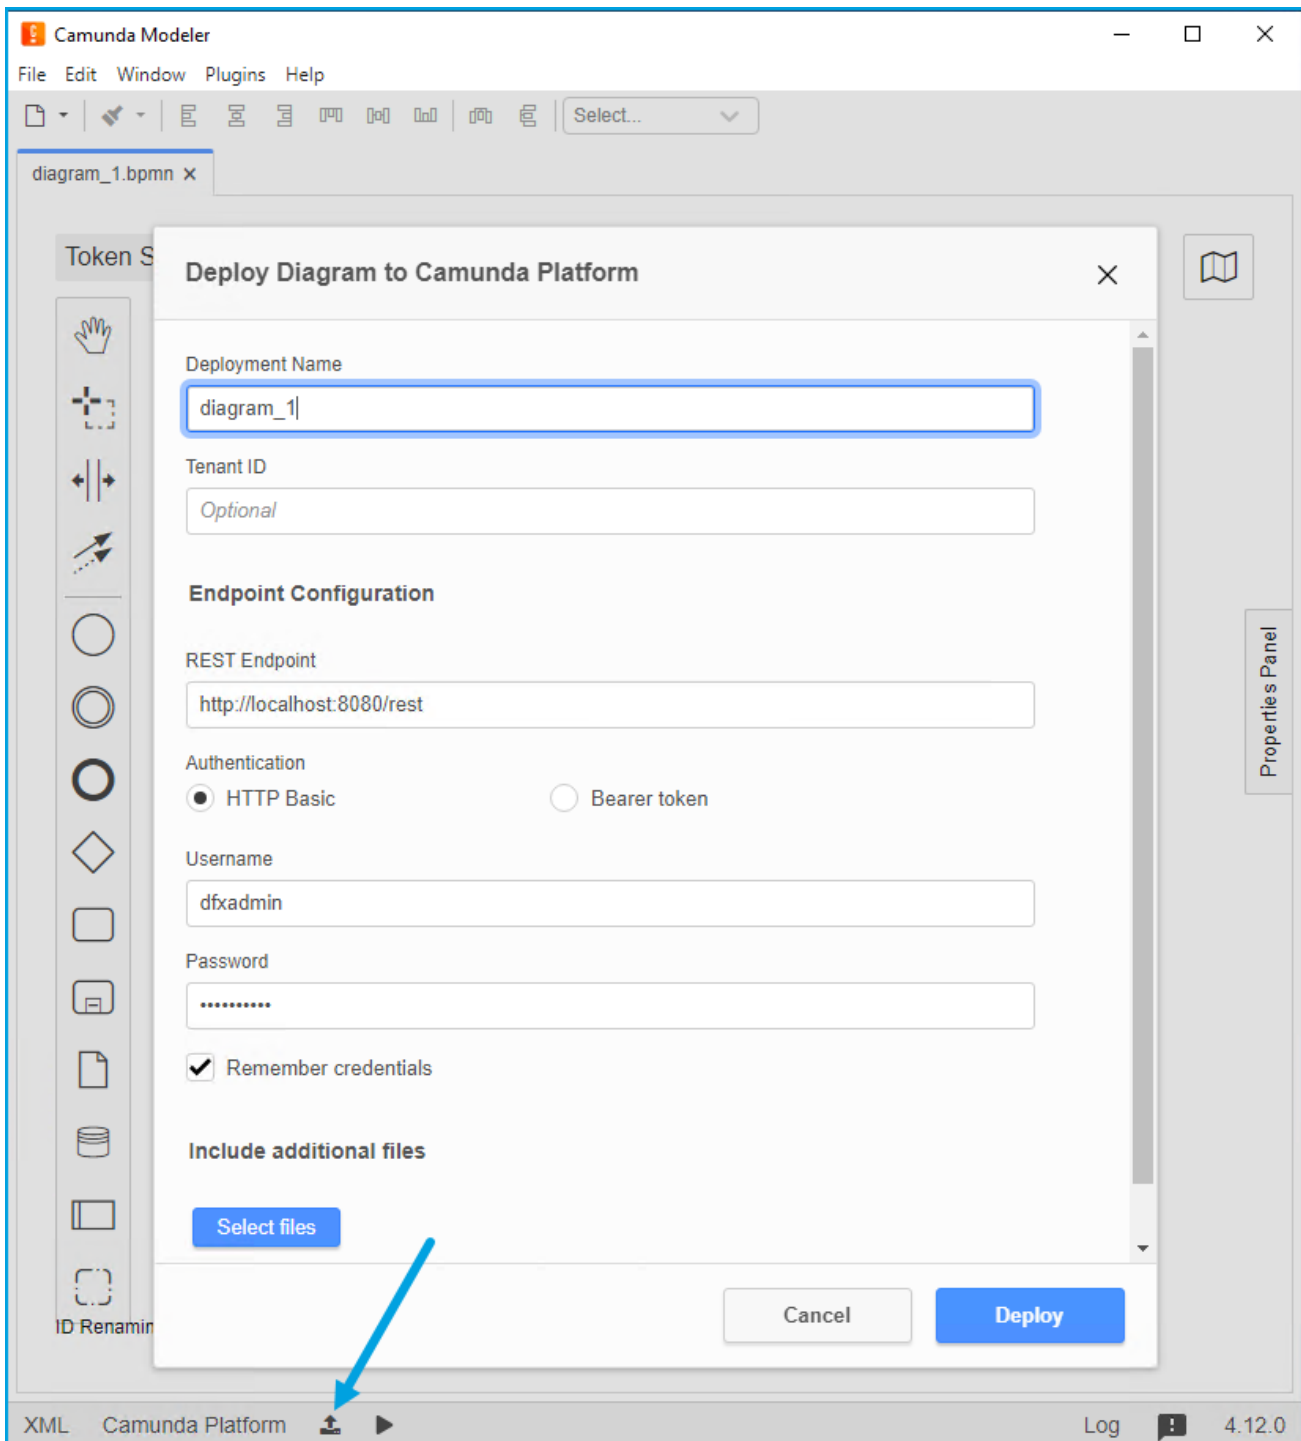 Camunda Modeler
File Edit Window Plugins Help
Select...
diagram_1.bpmn
Token S
Deploy Diagram to Camunda Platform
Deployment Name
diagram_1
Tenant ID
Optional
Endpoint Configuration
REST Endpoint
http://localhost:8080/rest
Authentication
HTTP Basic Bearer token
Username
dfxadmin
Password
••••••••••
Remember credentials
Include additional files
Select files
Cancel Deploy
ID Renamin
Properties Panel
XML Camunda Platform Log 4.12.0